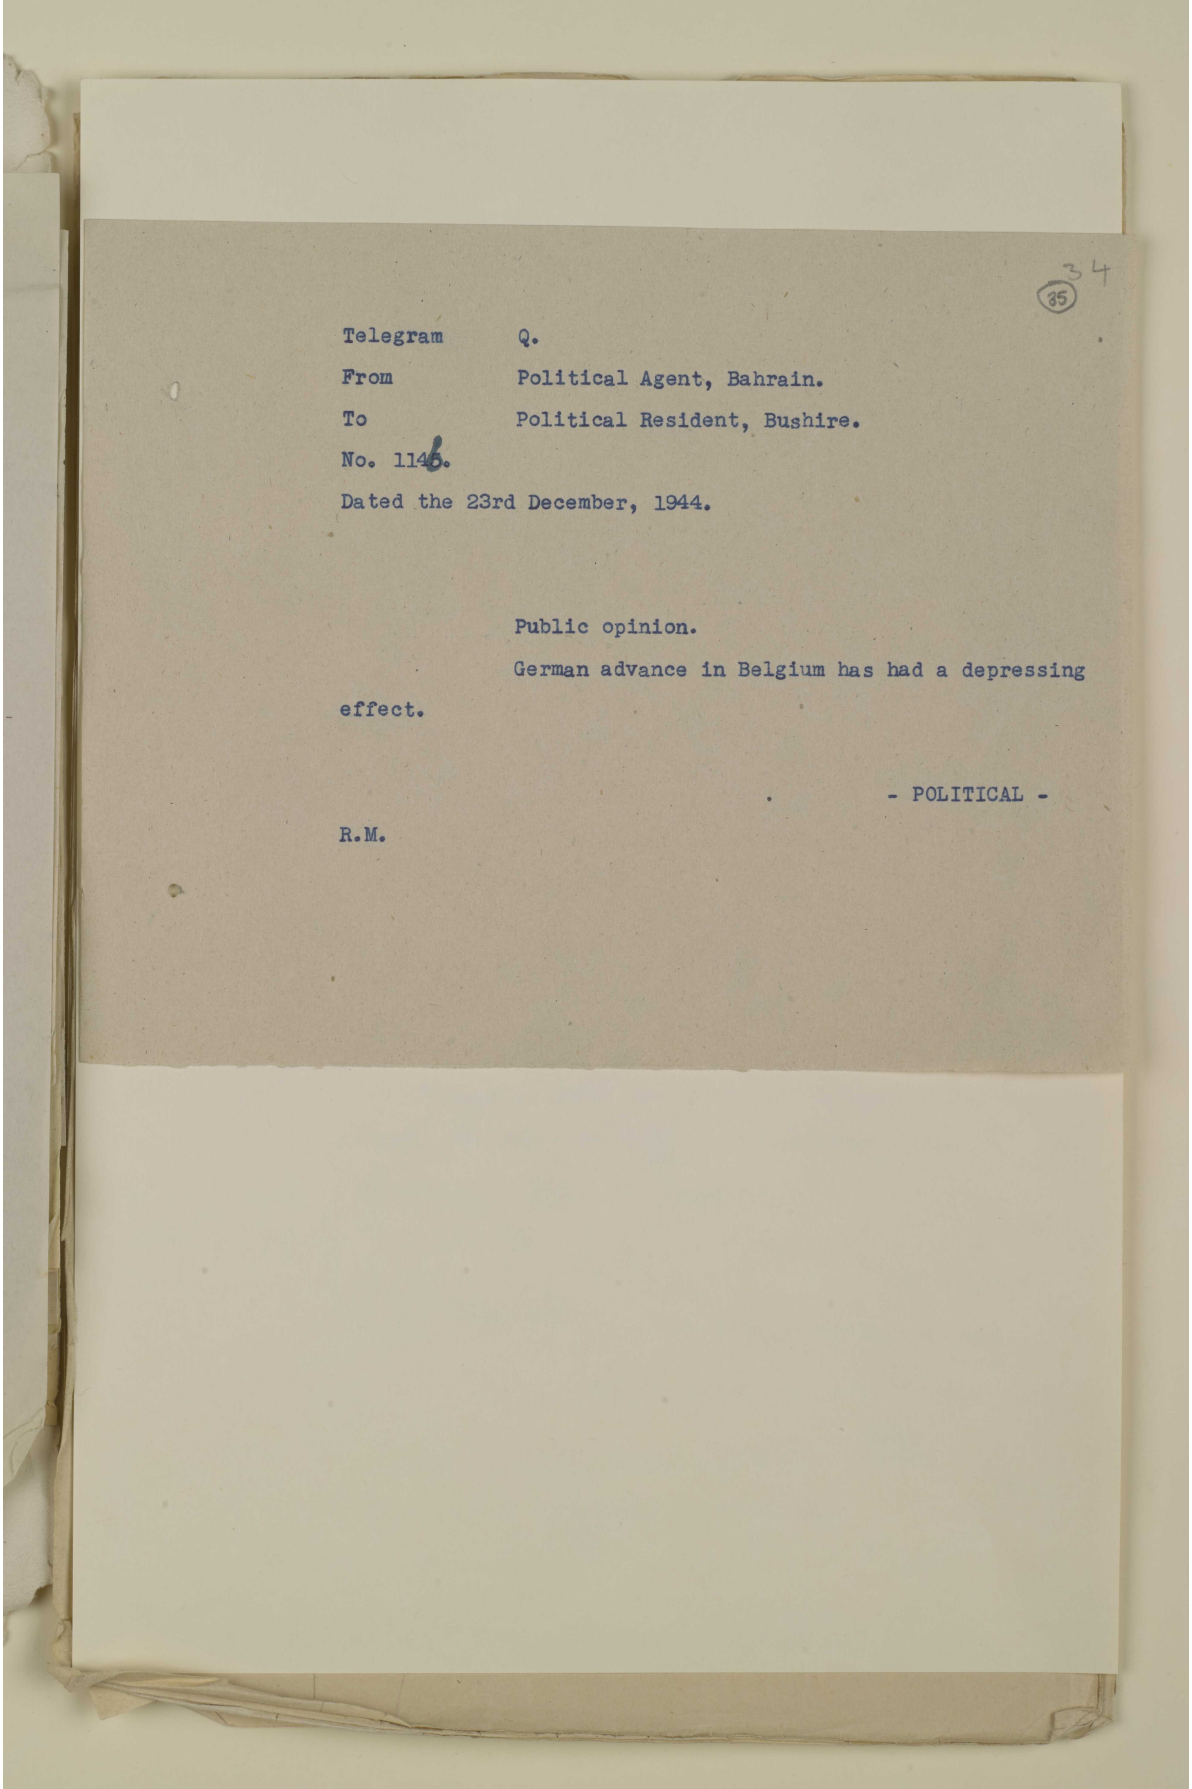 34
35
Telegram Q.
From Political Agent, Bahrain.
To Political Resident, Bushire.
No. 1146.
Dated the 23rd December, 1944.
Public opinion.
German advance in Belgium has had a depressing
effect.
- POLITICAL -
R.M.